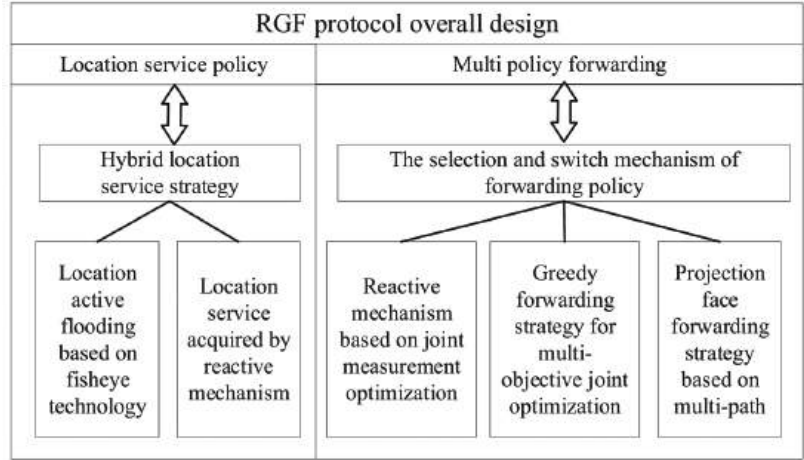 RGF protocol overall design
Location service policy
Multi policy forwarding
Hybrid location
service strategy
The selection and switch mechanism of
forwarding policy
Location
active
flooding
based on
fisheye
technology
Location
service
acquired by
reactive
mechanism
Reactive
mechanism
based on joint
measurement
optimization
Greedy
forwarding
strategy for
multi-
objective joint
optimization
Projection
face
forwarding
strategy
based on
multi-path